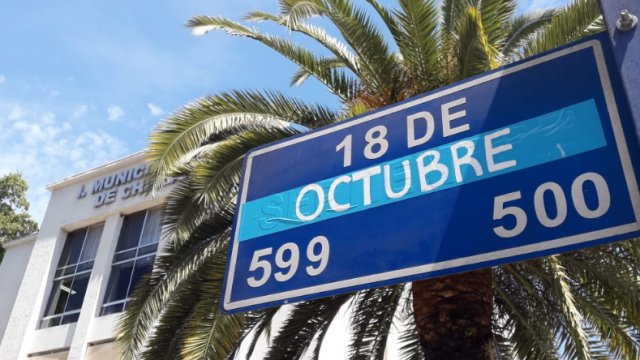 I. MUNIC
DE CH
18 DE
OCTUBRE
599
500